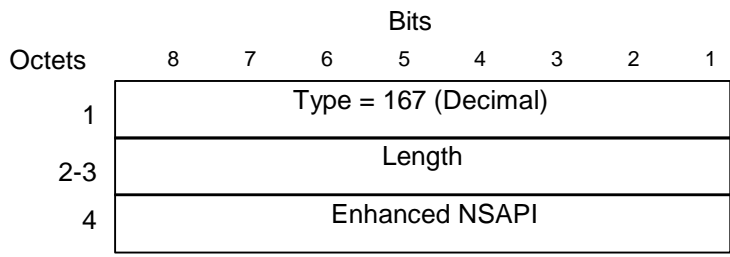 Bits
Octets 8 7 6 5 4 3 2 1
1 Type = 167 (Decimal)
2-3 Length
4 Enhanced NSAPI